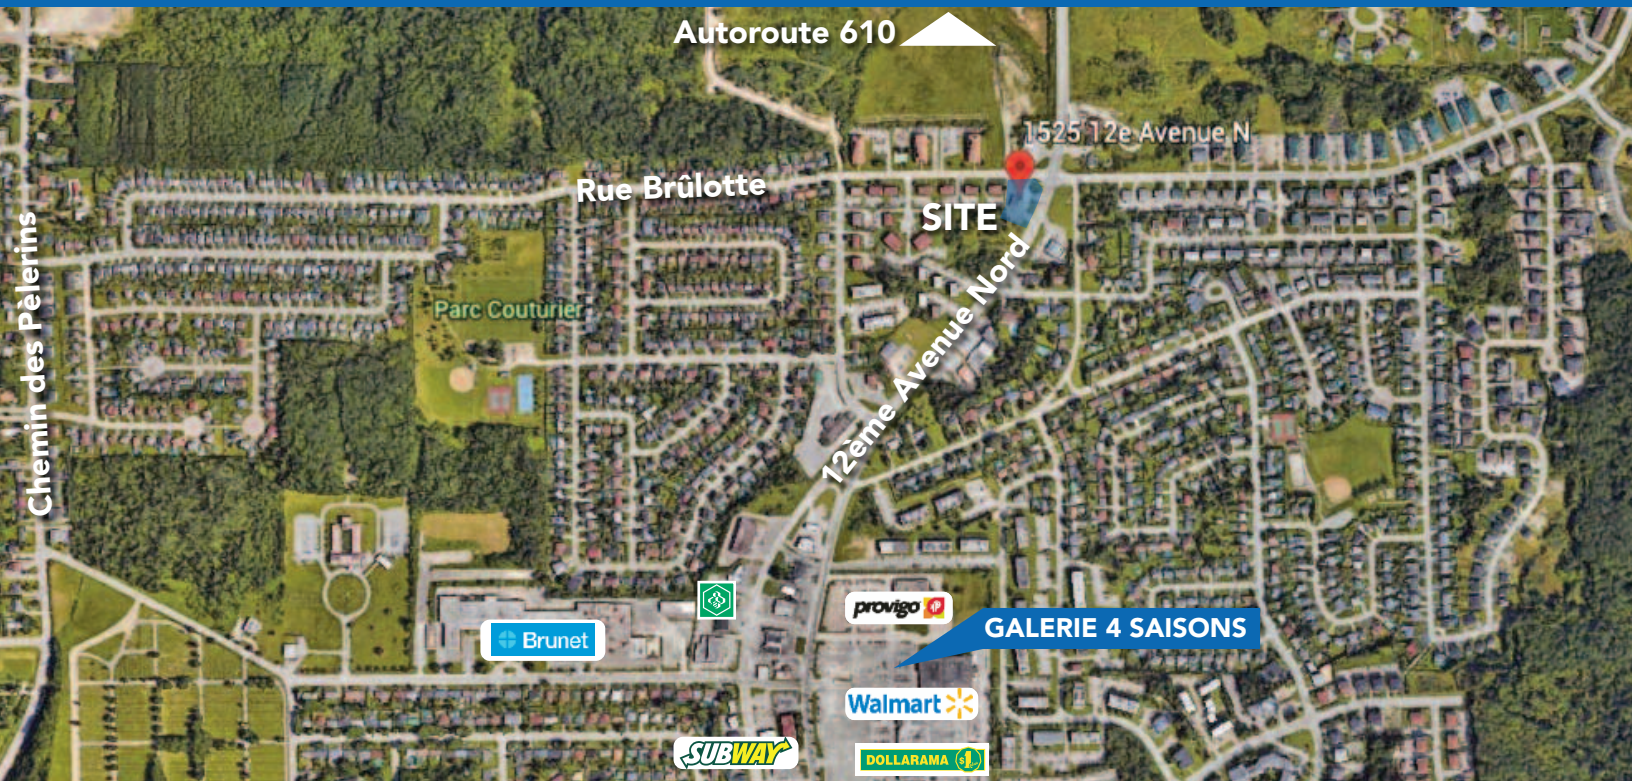 Autoroute 610
1525 12e Avenue N
Rue Brûlotte
SITE
Chemin des Pèlerins
12ème Avenue Nord
Parc Couturier
provigo
GALERIE 4 SAISONS
Brunet
Walmart
SUBWAY
DOLLARAMA $1